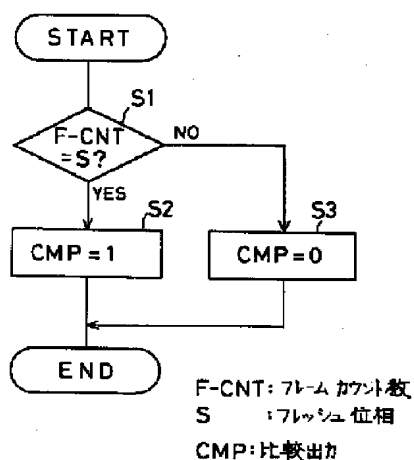 START
S1
F-CNT
=S?
NO
YES
S2
S3
CMP=1
CMP=0
END
F-CNT:フレームカウント数
S :フレッシュ位相
CMP:比較出力